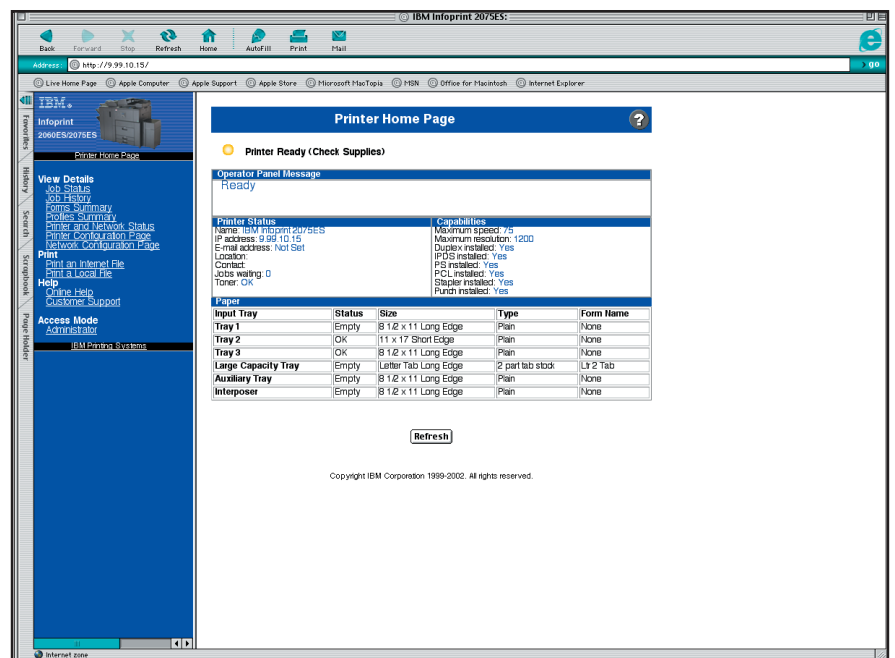 IBM Infoprint 2075ES:
Back Forward Stop Refresh Home AutoFill Print Mail
Address: http://9.99.10.15/ go
Live Home Page Apple Computer Apple Support Apple Store Microsoft MacTopia MSN Office for Macintosh Internet Explorer
Favorites
History
Search
Scrapbook
Page Holder
IBM
Infoprint
2060ES/2075ES
Printer Home Page
View Details
Job Status
Job History
Forms Summary
Profiles Summary
Printer and Network Status
Printer Configuration Page
Network Configuration Page
Print
Print an Internet File
Print a Local File
Help
Online Help
Customer Support
Access Mode
Administrator
IBM Printing Systems
Printer Home Page ?
Printer Ready (Check Supplies)
Operator Panel Message
Ready
Printer Status
Name: IBM Infoprint 2075ES
IP address: 9.99.10.15
E-mail address: Not Set
Location:
Contact:
Jobs waiting: 0
Toner: OK
Capabilities
Maximum speed: 75
Maximum resolution: 1200
Duplex installed: Yes
IPDS installed: Yes
PS installed: Yes
PCL installed: Yes
Stapler installed: Yes
Punch installed: Yes
Paper
Input Tray Status Size Type Form Name
Tray 1 Empty 8 1/2 x 11 Long Edge Plain None
Tray 2 OK 11 x 17 Short Edge Plain None
Tray 3 OK 8 1/2 x 11 Long Edge Plain None
Large Capacity Tray Empty Letter Tab Long Edge 2 part tab stock Ltr 2 Tab
Auxiliary Tray Empty 8 1/2 x 11 Long Edge Plain None
Interposer Empty 8 1/2 x 11 Long Edge Plain None
Refresh
Copyright IBM Corporation 1999-2002. All rights reserved.
Internet zone